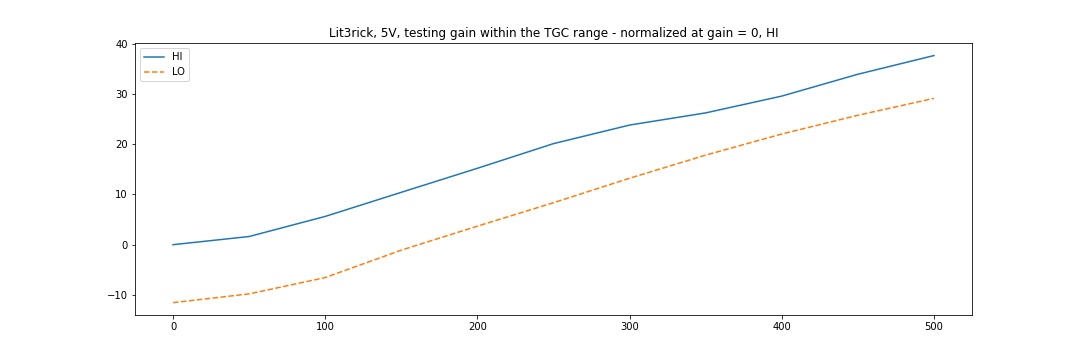 Lit3rick, 5V, testing gain within the TGC range - normalized at gain = 0, HI
HI
LO
40
30
20
10
0
−10
0 100 200 300 400 500